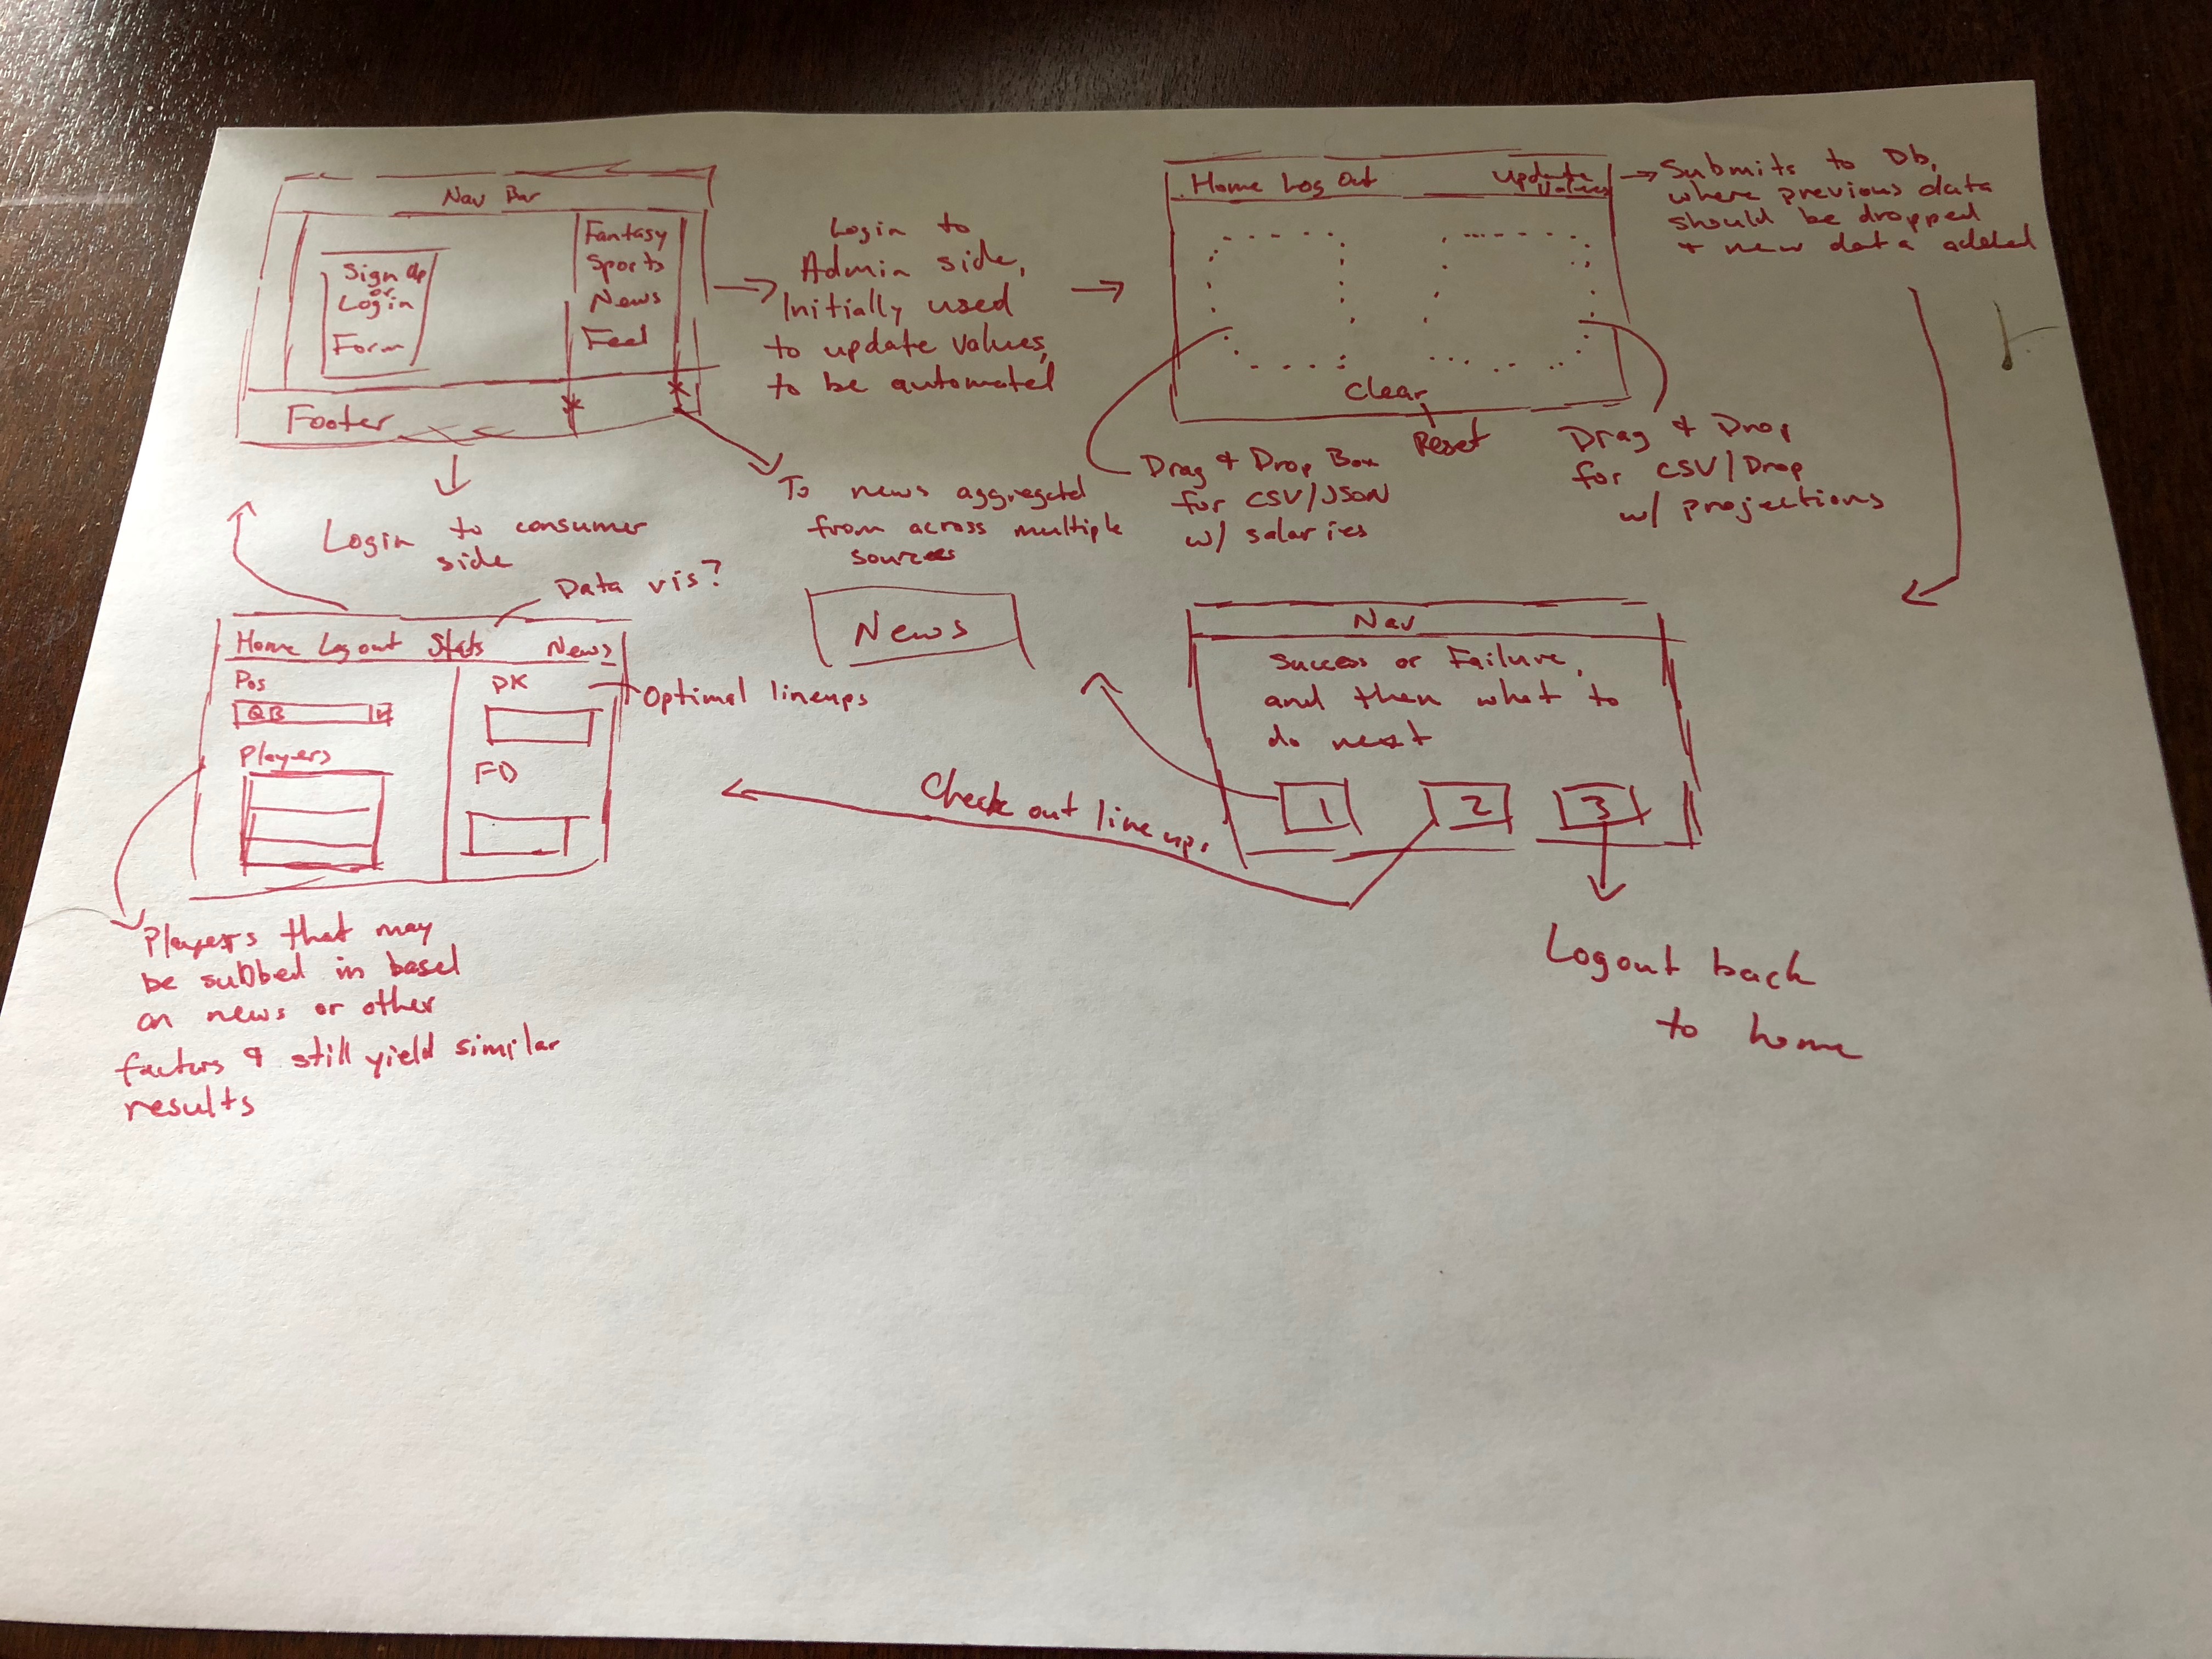 Nav Bar
Sign Up
or
Login
Form
Fantasy
Sports
News
Feed
Footer
Login to
Admin side,
Initially used
to update values,
to be automated
Home Log Out Update
Values
Clear
Reset
Submits to Db,
where previous data
should be dropped
+ new data added
Drag & Drop Box
for CSV/JSON
w/ salaries
Drag & Drop
for CSV/Drop
w/ projections
To news aggregated
from across multiple
sources
Login to consumer
side
Data vis?
Home Logout Stats News
Pos
QB
Players
DK
FD
Optimal lineups
News
Nav
Success or Failure,
and then what to
do next
1 2 3
Check out lineup.
Logout back
to home
Players that may
be subbed in based
on news or other
factors & still yield similar
results